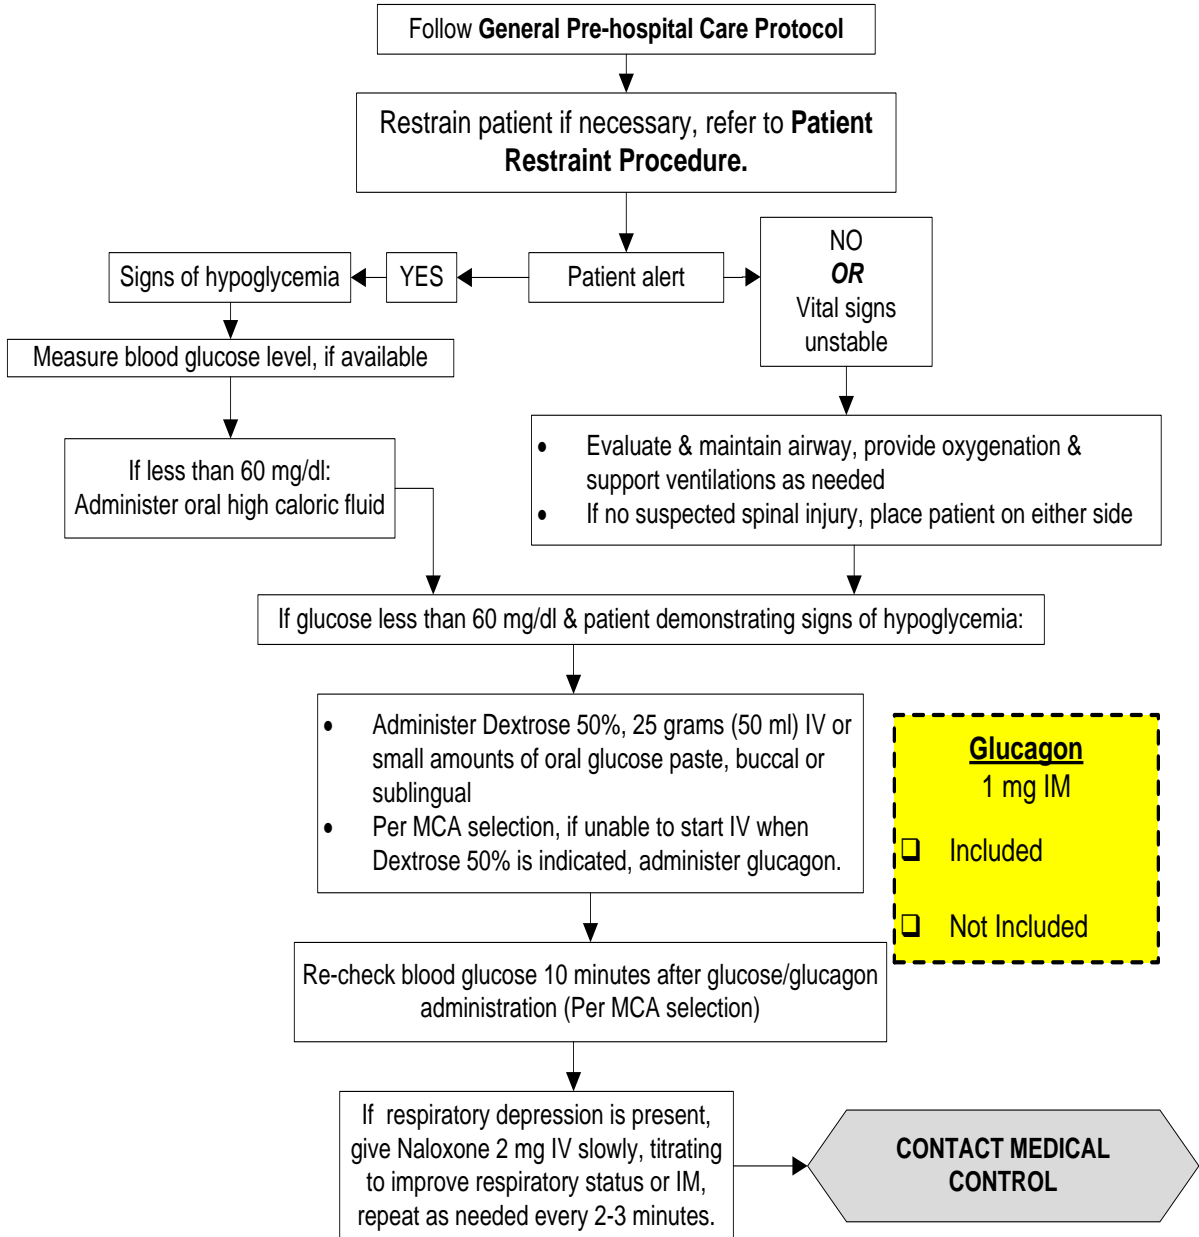 Follow General Pre-hospital Care Protocol
Restrain patient if necessary, refer to Patient
Restraint Procedure.
Signs of hypoglycemia
YES
Patient alert
NO
OR
Vital signs
unstable
Measure blood glucose level, if available
If less than 60 mg/dl:
Administer oral high caloric fluid
• Evaluate & maintain airway, provide oxygenation &
support ventilations as needed
• If no suspected spinal injury, place patient on either side
If glucose less than 60 mg/dl & patient demonstrating signs of hypoglycemia:
• Administer Dextrose 50%, 25 grams (50 ml) IV or
small amounts of oral glucose paste, buccal or
sublingual
• Per MCA selection, if unable to start IV when
Dextrose 50% is indicated, administer glucagon.
Glucagon
1 mg IM
❑ Included
❑ Not Included
Re-check blood glucose 10 minutes after glucose/glucagon
administration (Per MCA selection)
If respiratory depression is present,
give Naloxone 2 mg IV slowly, titrating
to improve respiratory status or IM,
repeat as needed every 2-3 minutes.
CONTACT MEDICAL
CONTROL